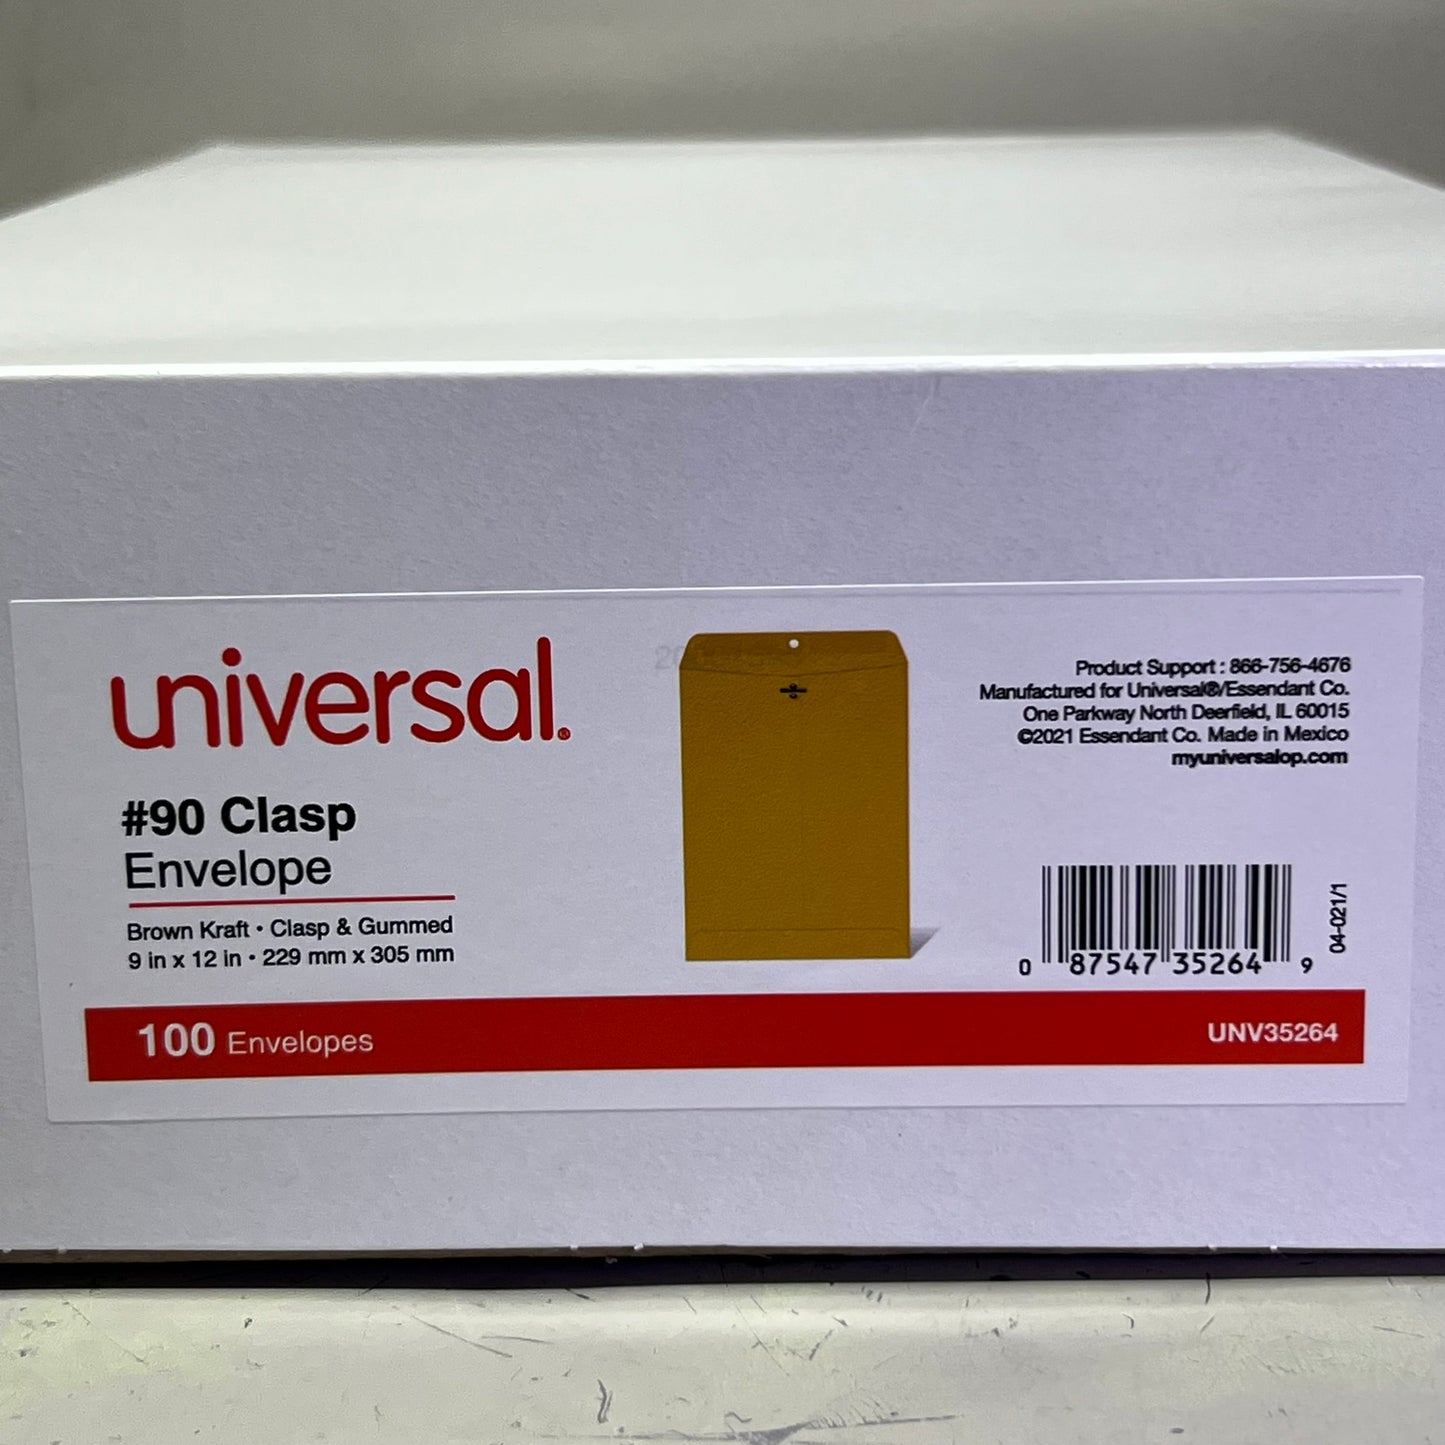 universal®
#90 Clasp
Envelope
Brown Kraft • Clasp & Gummed
9 in x 12 in • 229 mm x 305 mm
Product Support : 866-756-4676
Manufactured for Universal®/Essendant Co.
One Parkway North Deerfield, IL 60015
©2021 Essendant Co. Made in Mexico
myuniversalop.com
0 87547 35264 9
04-021/1
100 Envelopes
UNV35264